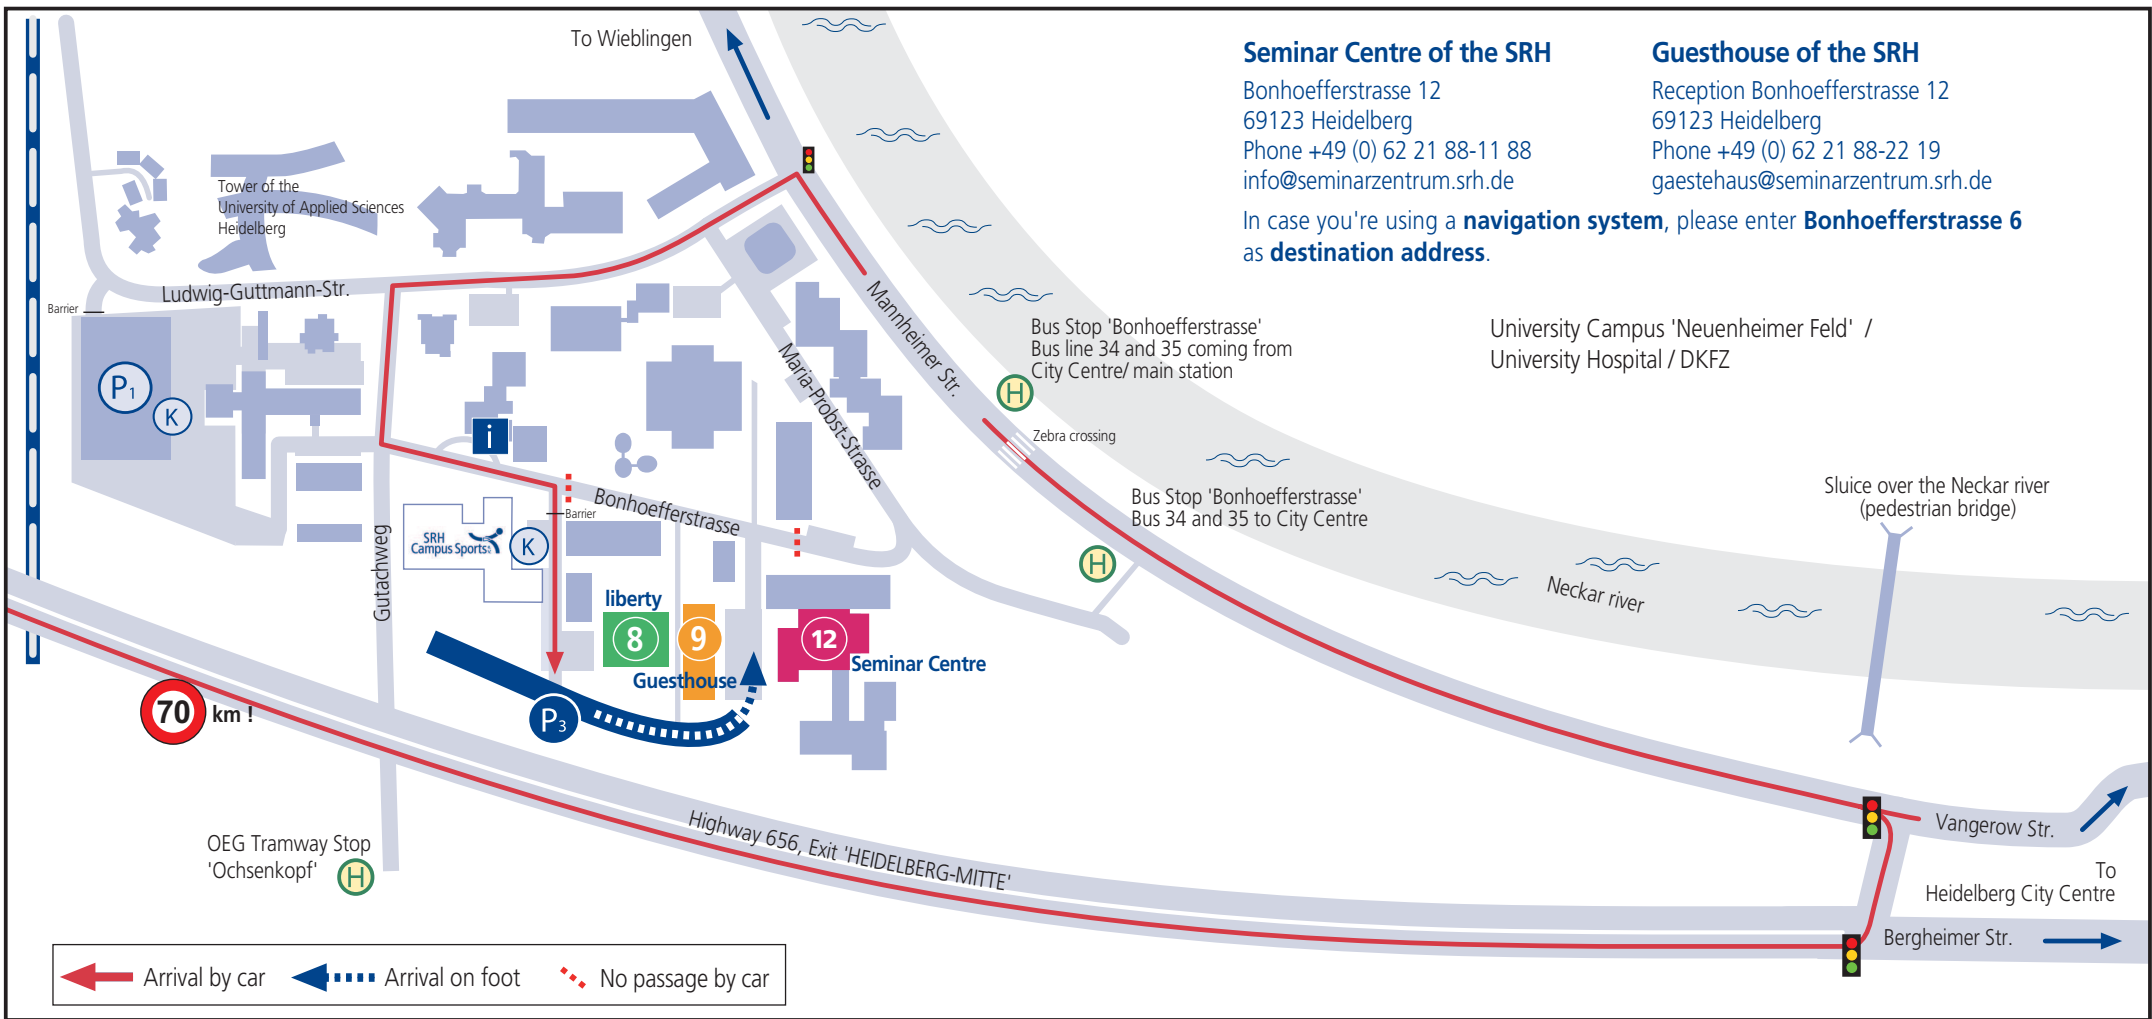 To Wieblingen
Seminar Centre of the SRH
Bonhoefferstrasse 12
69123 Heidelberg
Phone +49 (0) 62 21 88-11 88
info@seminarzentrum.srh.de
Guesthouse of the SRH
Reception Bonhoefferstrasse 12
69123 Heidelberg
Phone +49 (0) 62 21 88-22 19
gaestehaus@seminarzentrum.srh.de
In case you're using a navigation system, please enter Bonhoefferstrasse 6
as destination address.
Tower of the
University of Applied Sciences
Heidelberg
Ludwig-Guttmann-Str.
Barrier
P1
K
i
Mannheimer Str.
Maria-Probst-Strasse
Bus Stop 'Bonhoefferstrasse'
Bus line 34 and 35 coming from
City Centre/ main station
H
University Campus 'Neuenheimer Feld' /
University Hospital / DKFZ
Zebra crossing
Bonhoefferstrasse
Barrier
Bus Stop 'Bonhoefferstrasse'
Bus 34 and 35 to City Centre
H
Sluice over the Neckar river
(pedestrian bridge)
Neckar river
Gutachweg
SRH
Campus Sports
K
liberty
8
9
Guesthouse
12
Seminar Centre
P3
70 km !
Highway 656, Exit 'HEIDELBERG-MITTE'
OEG Tramway Stop
'Ochsenkopf'
H
Vangerow Str.
To
Heidelberg City Centre
Bergheimer Str.
Arrival by car
Arrival on foot
No passage by car